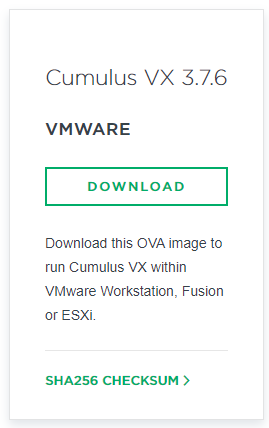 Cumulus VX 3.7.6
VMWARE
DOWNLOAD
Download this OVA image to
run Cumulus VX within
VMware Workstation, Fusion
or ESXi.
SHA256 CHECKSUM >